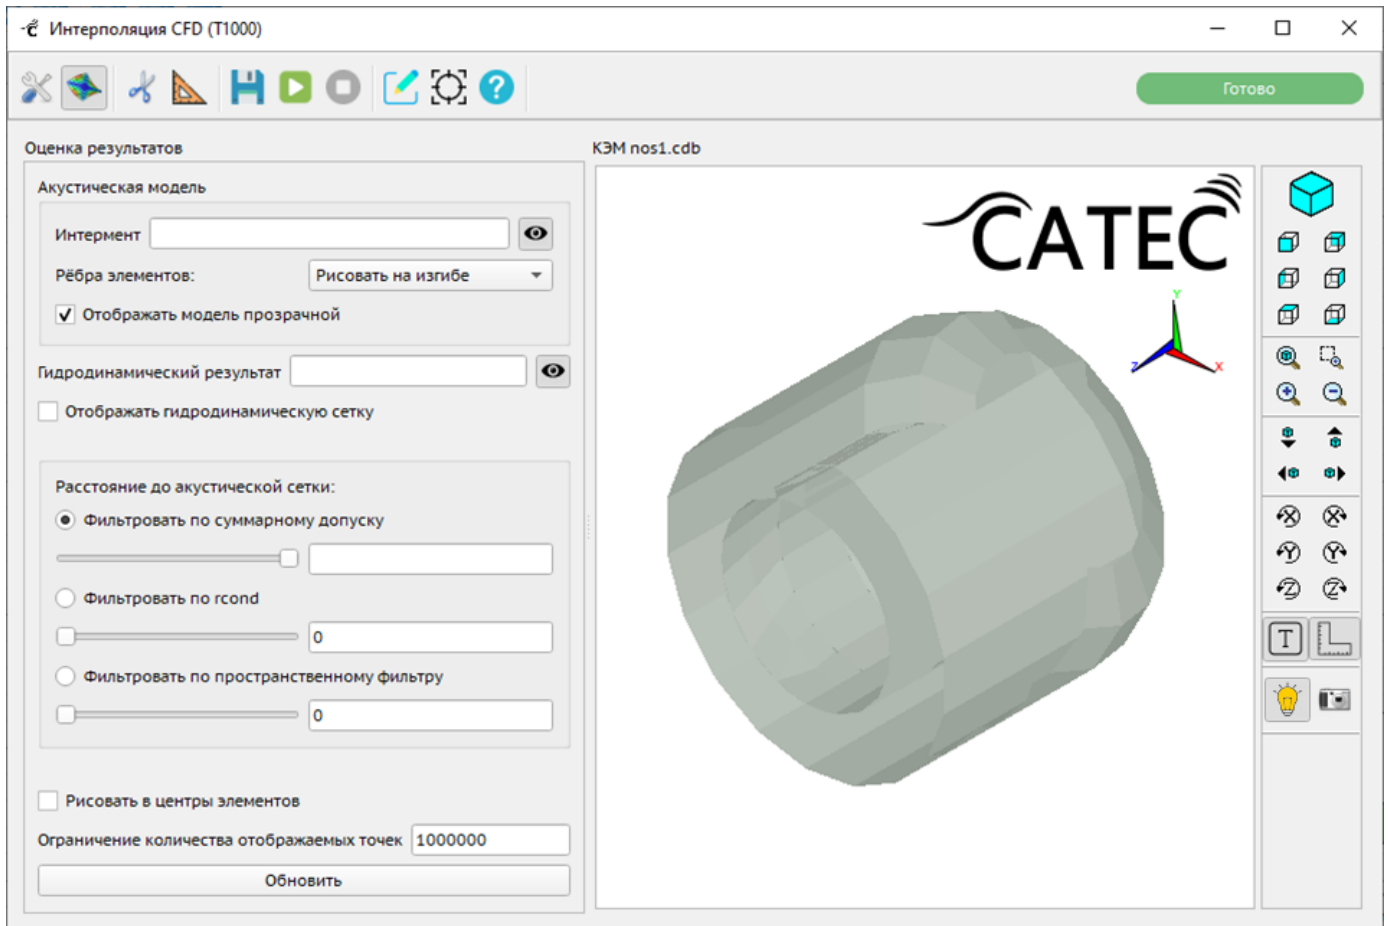 Интерполяция CFD (T1000)
Готово
Оценка результатов
КЭМ nos1.cdb
Акустическая модель
Интермент
Рёбра элементов: Рисовать на изгибе
Отображать модель прозрачной
Гидродинамический результат
Отображать гидродинамическую сетку
Расстояние до акустической сетки:
Фильтровать по суммарному допуску
Фильтровать по rcond
0
Фильтровать по пространственному фильтру
0
Рисовать в центры элементов
Ограничение количества отображаемых точек 1000000
Обновить
CATEC
Y
Z X
X X
Y Y
Z Z
T